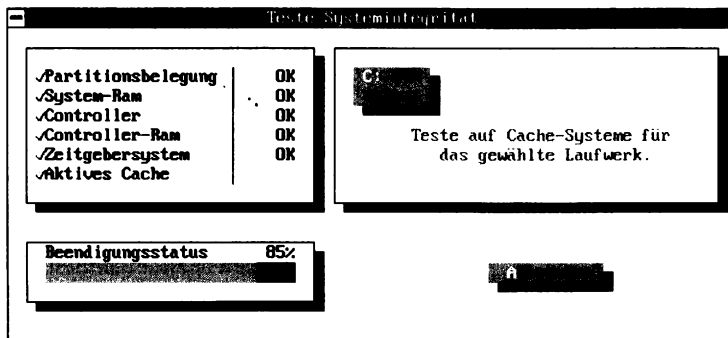 Teste Systemintegrität
√Partitionsbelegung OK
√System-Ram OK
√Controller OK
√Controller-Ram OK
√Zeitgebersystem OK
√Aktives Cache
C:
Teste auf Cache-Systeme für
das gewählte Laufwerk.
Beendigungsstatus 85%
A